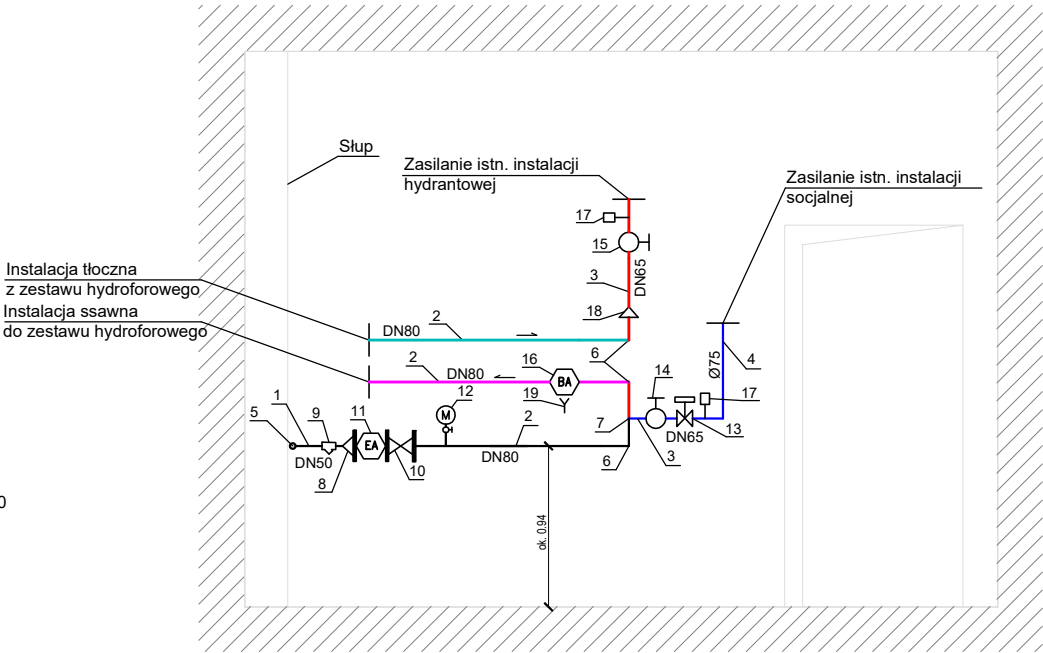 Słup
Zasilanie istn. instalacji
hydrantowej
Zasilanie istn. instalacji
socjalnej
17
15
Instalacja tłoczna
z zestawu hydroforowego
Instalacja ssawna
do zestawu hydroforowego
3
DN65
18
2
DN80
6
2
DN80
16
BA
14
Ø75
4
12
19
17
1
5
9
11
M
2
7
EA
DN65
13
DN50
10
DN80
6
3
8
0
ok. 0.94